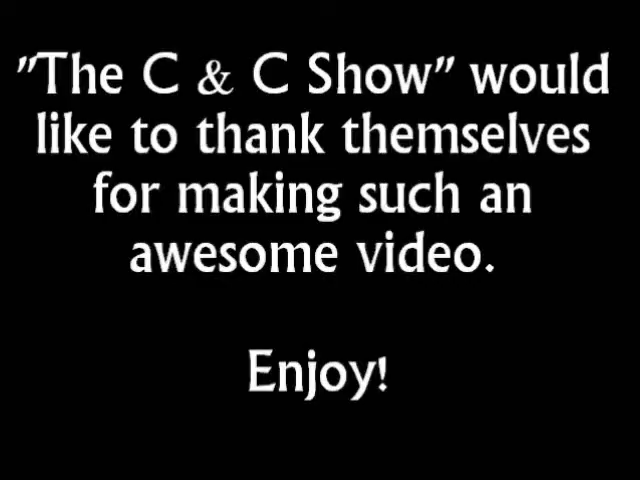 "The C & C Show" would
like to thank themselves
for making such an
awesome video.
Enjoy!